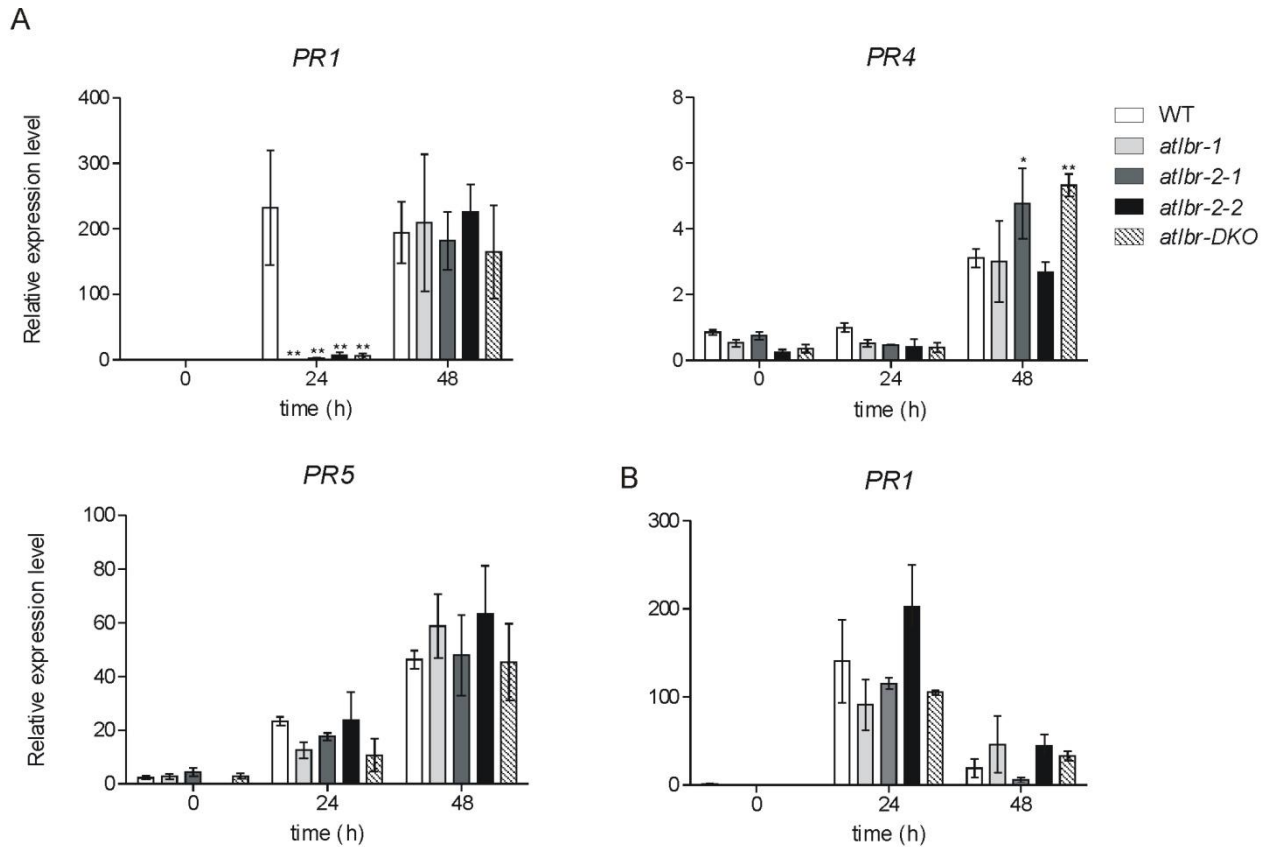 A
PR1
Relative expression level
400
300
200
100
0
** ** ** **
0 24 48
time (h)
PR4
8
6
4
2
0
* **
0 24 48
time (h)
WT
atlbr-1
atlbr-2-1
atlbr-2-2
atlbr-DKO
PR5
Relative expression level
100
80
60
40
20
0
0 24 48
time (h)
B
PR1
300
200
100
0
0 24 48
time (h)